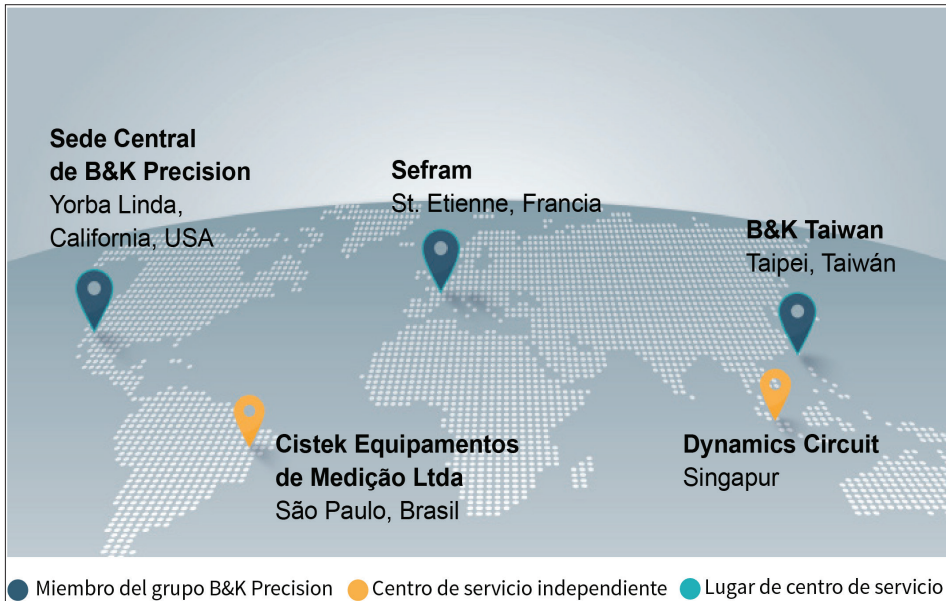 Sede Central
de B&K Precision
Yorba Linda,
California, USA
Sefram
St. Etienne, Francia
B&K Taiwan
Taipei, Taiwán
Cistek Equipamentos
de Medição Ltda
São Paulo, Brasil
Dynamics Circuit
Singapur
Miembro del grupo B&K Precision
Centro de servicio independiente
Lugar de centro de servicio